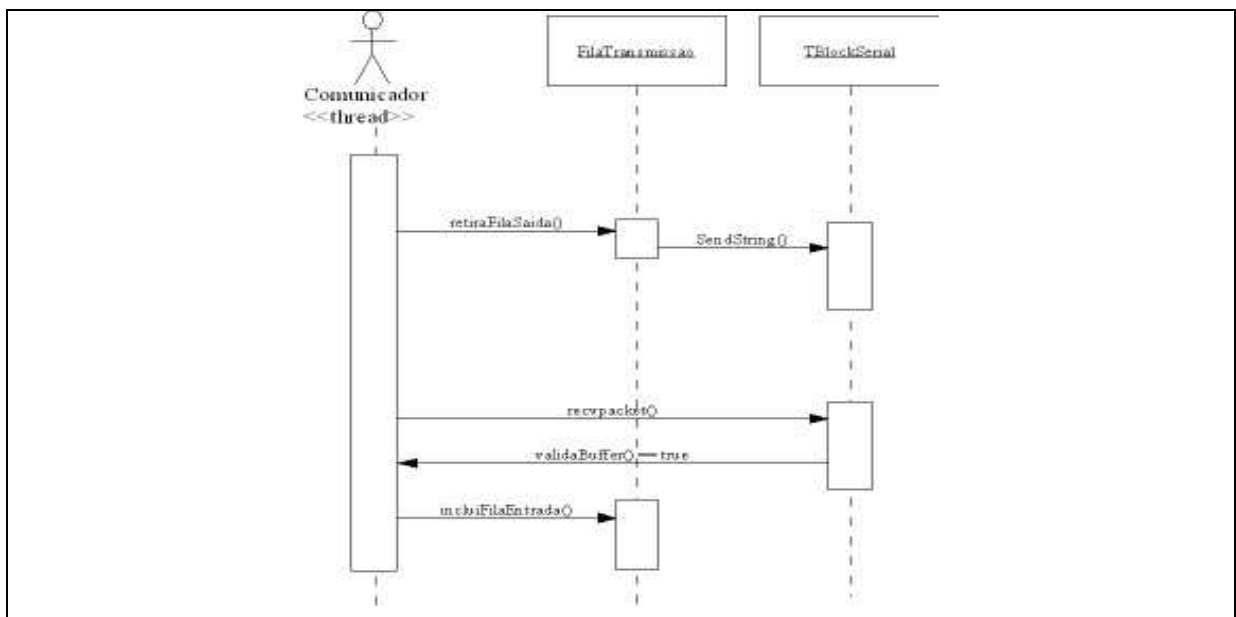 FilaTransmissao
TBlockSerial
Comunicador
<<thread>>
retiraFilaSaida()
SendString()
recvpacket()
validaBuffer() == true
incluiFilaEntrada()